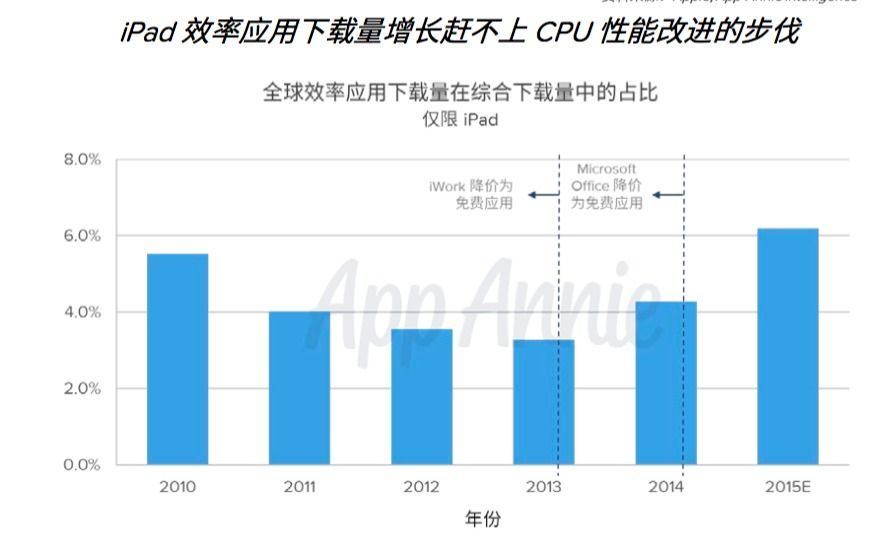 iPad 效率应用下载量增长赶不上 CPU 性能改进的步伐
全球效率应用下载量在综合下载量中的占比
仅限 iPad
8.0%
6.0%
4.0%
2.0%
0.0%
iWork 降价为
免费应用
Microsoft
Office 降价
为免费应用
App Annie
2010
2011
2012
2013
2014
2015E
年份